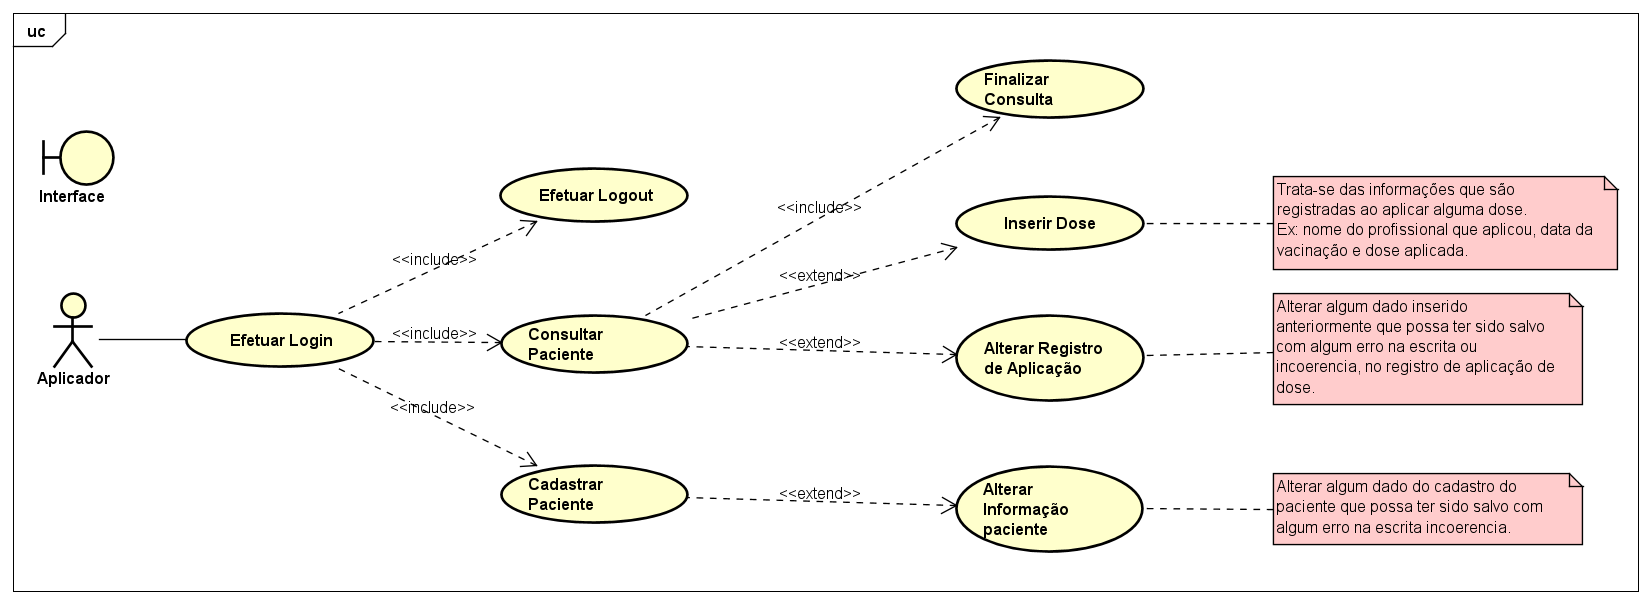 uc
Finalizar
Consulta
Interface
Efetuar Logout
<<include>>
Inserir Dose
Trata-se das informações que são
registradas ao aplicar alguma dose.
Ex: nome do profissional que aplicou, data da
vacinação e dose aplicada.
<<include>>
<<extend>>
Aplicador
Efetuar Login
<<include>>
Consultar
Paciente
<<extend>>
Alterar Registro
de Aplicação
Alterar algum dado inserido
anteriormente que possa ter sido salvo
com algum erro na escrita ou
incoerencia, no registro de aplicação de
dose.
<<include>>
Cadastrar
Paciente
<<extend>>
Alterar
Informação
paciente
Alterar algum dado do cadastro do
paciente que possa ter sido salvo com
algum erro na escrita incoerencia.